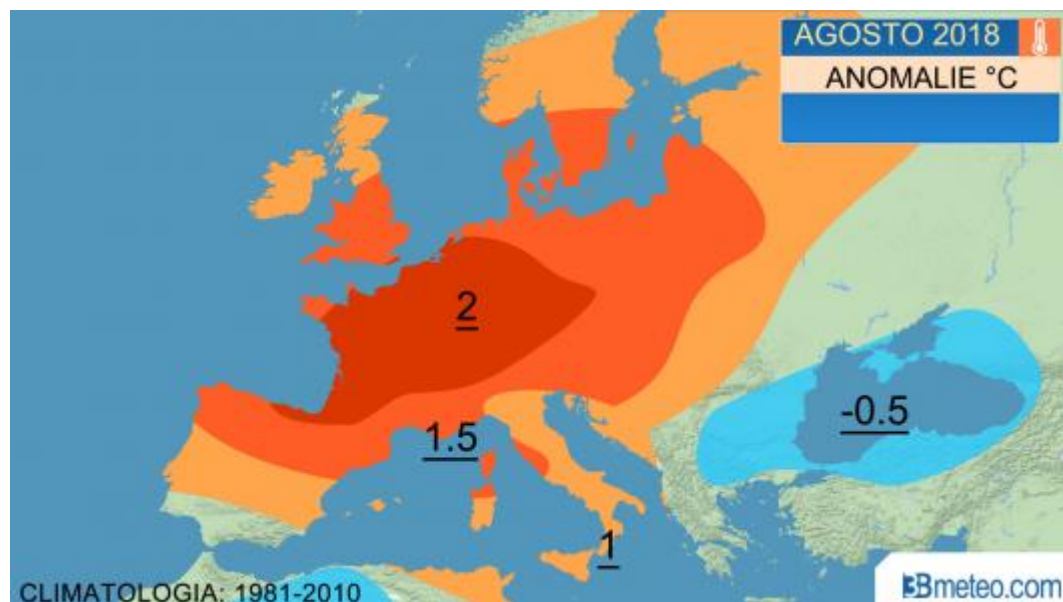 AGOSTO 2018
ANOMALIE °C
2
-0.5
1.5
1
CLIMATOLOGIA: 1981-2010
3Bmeteo.com